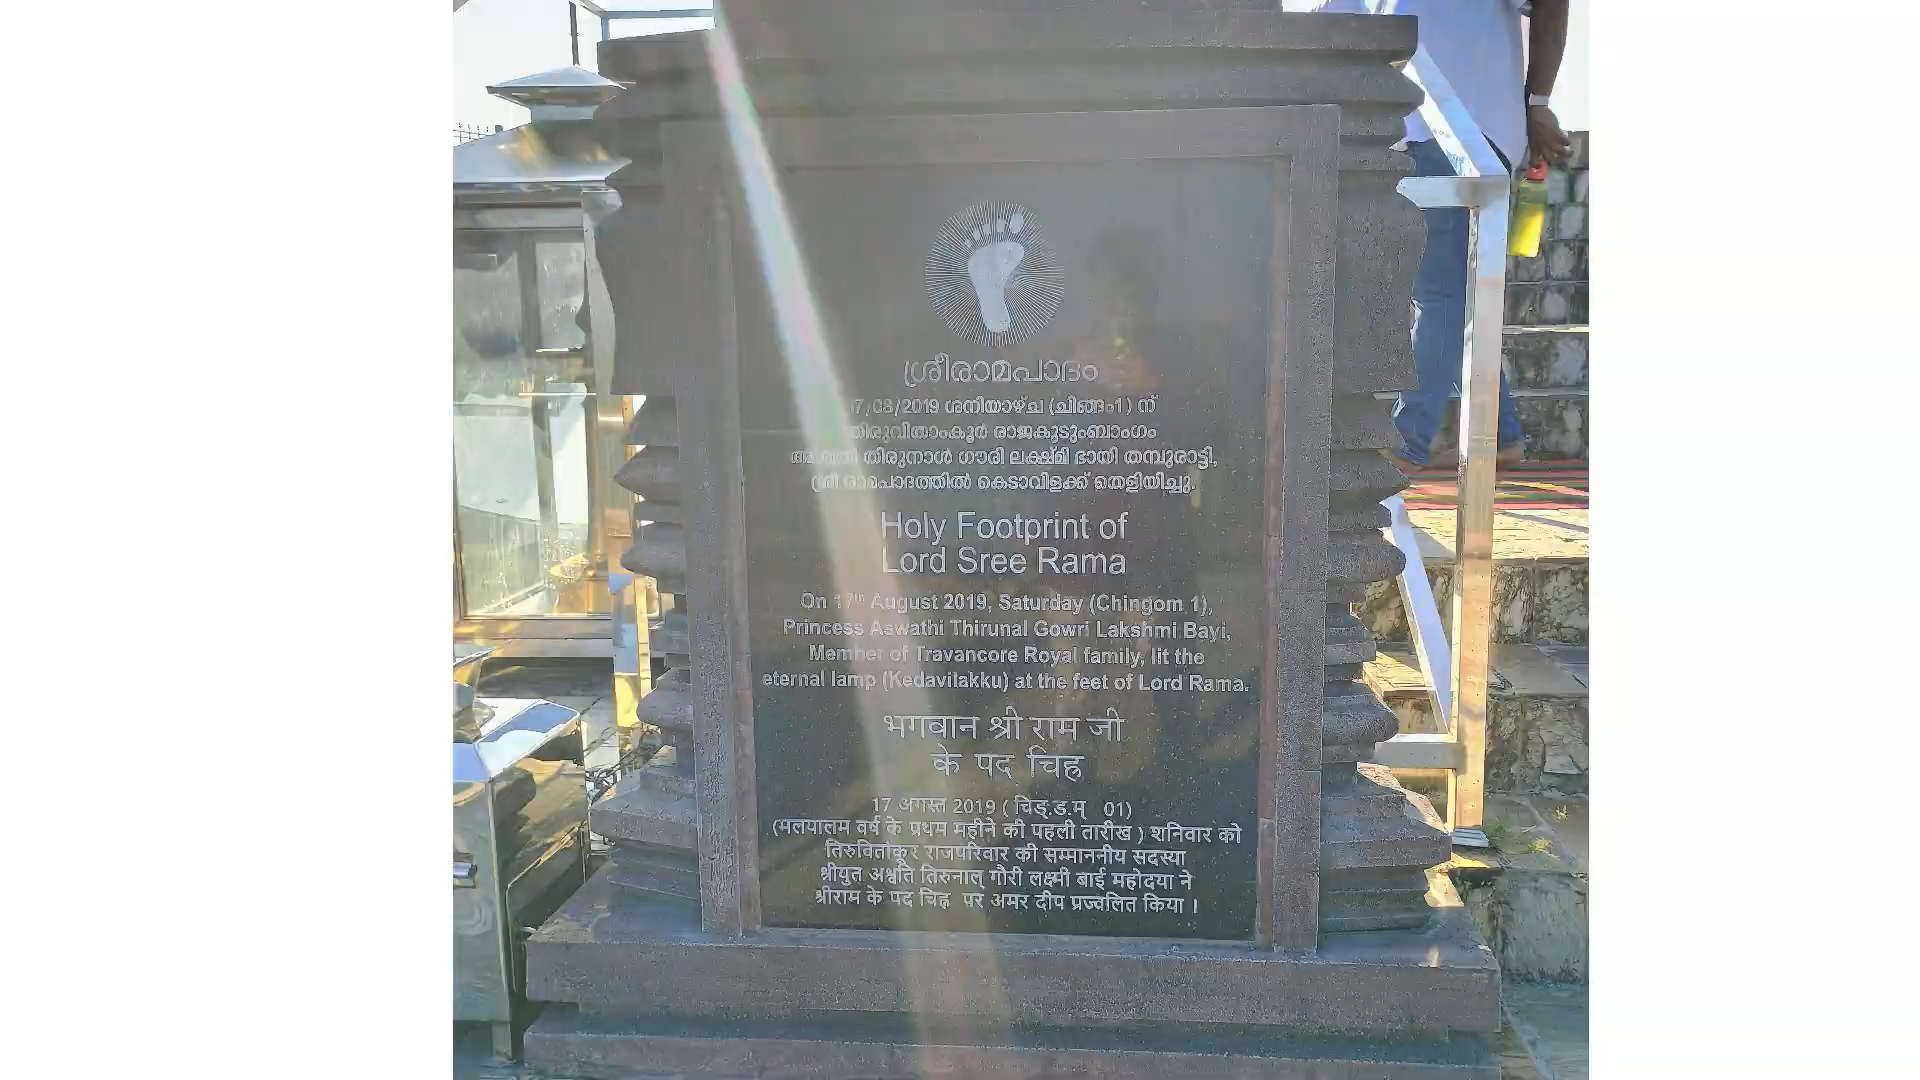 ശ്രീരാമപാദം
7/08/2019 ശനിയാഴ്ച (ചിങ്ങം1) ന്
തിരുവിതാംകൂർ രാജകുടുംബാംഗം
തിരുനാൾ ഗൗരി ലക്ഷ്മി ഭായി തമ്പുരാട്ടി,
ശ്രീ രാമപാദത്തിൽ കെടാവിളക്ക് തെളിയിച്ചു.
Holy Footprint of
Lord Sree Rama
On 17th August 2019, Saturday (Chingom 1),
Princess Aswathi Thirunal Gowri Lakshmi Bayi,
Member of Travancore Royal family, lit the
eternal lamp (Kedavilakku) at the feet of Lord Rama.
भगवान श्री राम जी
के पद चिह्न
17 अगस्त 2019 ( चिड्.ड.म् 01)
(मलयालम वर्ष के प्रथम महीने की पहली तारीख ) शनिवार को
तिरुवितांकूर राजपरिवार की सम्माननीय सदस्या
श्रीयुत अश्वति तिरुनाल् गौरी लक्ष्मी बाई महोदया ने
श्रीराम के पद चिह्न पर अमर दीप प्रज्वलित किया ।